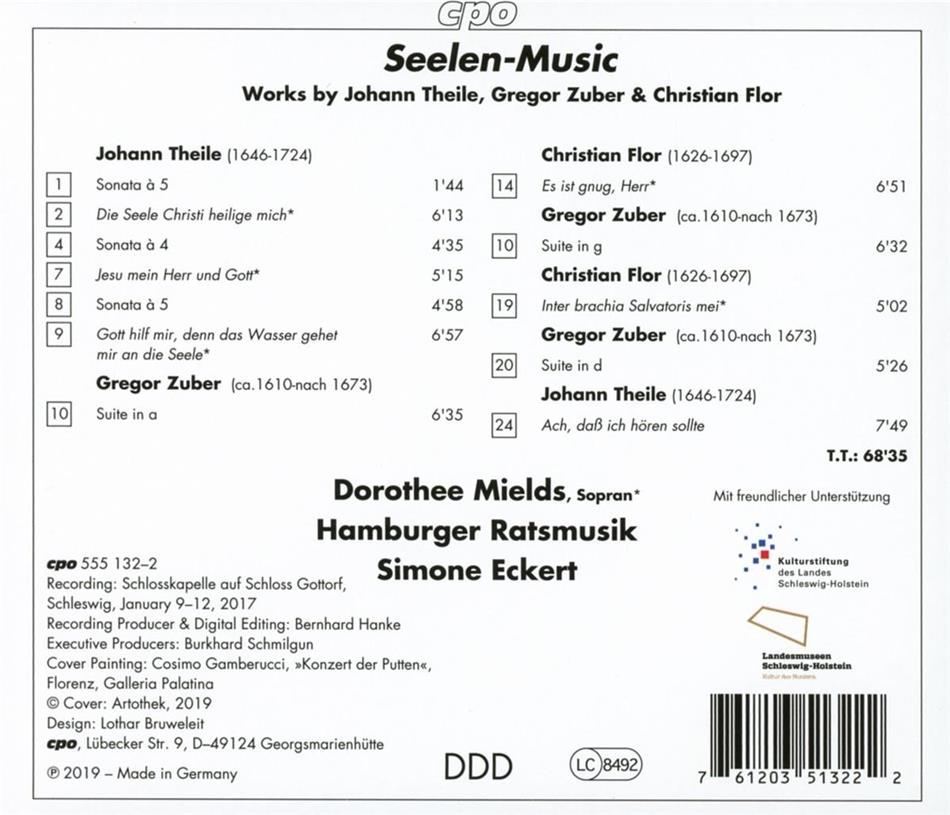 cpo
Seelen-Music
Works by Johann Theile, Gregor Zuber & Christian Flor
Johann Theile (1646-1724)
1 Sonata à 5 1'44
2 Die Seele Christi heilige mich* 6'13
4 Sonata à 4 4'35
7 Jesu mein Herr und Gott* 5'15
8 Sonata à 5 4'58
9 Gott hilf mir, denn das Wasser gehet 6'57
mir an die Seele*
Gregor Zuber (ca.1610-nach 1673)
10 Suite in a 6'35
Christian Flor (1626-1697)
14 Es ist gnug, Herr* 6'51
Gregor Zuber (ca.1610-nach 1673)
10 Suite in g 6'32
Christian Flor (1626-1697)
19 Inter brachia Salvatoris mei* 5'02
Gregor Zuber (ca.1610-nach 1673)
20 Suite in d 5'26
Johann Theile (1646-1724)
24 Ach, daß ich hören sollte 7'49
T.T.: 68'35
Dorothee Mields, Sopran*
Hamburger Ratsmusik
Simone Eckert
Mit freundlicher Unterstützung
Kulturstiftung
des Landes
Schleswig-Holstein
Landesmuseen
Schleswig-Holstein
Kultur des Nordens
cpo 555 132–2
Recording: Schlosskapelle auf Schloss Gottorf,
Schleswig, January 9–12, 2017
Recording Producer & Digital Editing: Bernhard Hanke
Executive Producers: Burkhard Schmilgun
Cover Painting: Cosimo Gamberucci, »Konzert der Putten«,
Florenz, Galleria Palatina
© Cover: Artothek, 2019
Design: Lothar Bruweleit
cpo, Lübecker Str. 9, D–49124 Georgsmarienhütte
℗ 2019 – Made in Germany
DDD
LC 8492
7 61203 51322 2